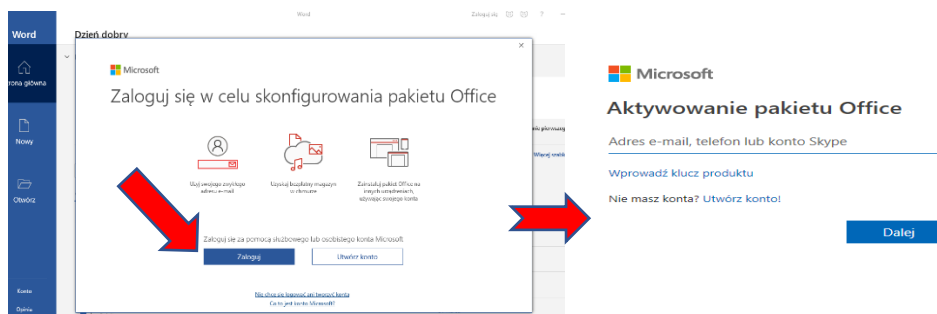 Word
Zaloguj się
?
Word
Dzień dobry
Strona główna
Nowy
Otwórz
Konto
Opinia
Microsoft
Zaloguj się w celu skonfigurowania pakietu Office
Użyj swojego zwykłego
adresu e-mail
Uzyskaj bezpłatny magazyn
w chmurze
Zainstaluj pakiet Office na
innych urządzeniach,
używając swojego konta
Zaloguj się za pomocą służbowego lub osobistego konta Microsoft
Zaloguj
Utwórz konto
Nie chcę się logować ani tworzyć konta
Co to jest konto Microsoft?
Microsoft
Aktywowanie pakietu Office
Adres e-mail, telefon lub konto Skype
Wprowadź klucz produktu
Nie masz konta? Utwórz konto!
Dalej